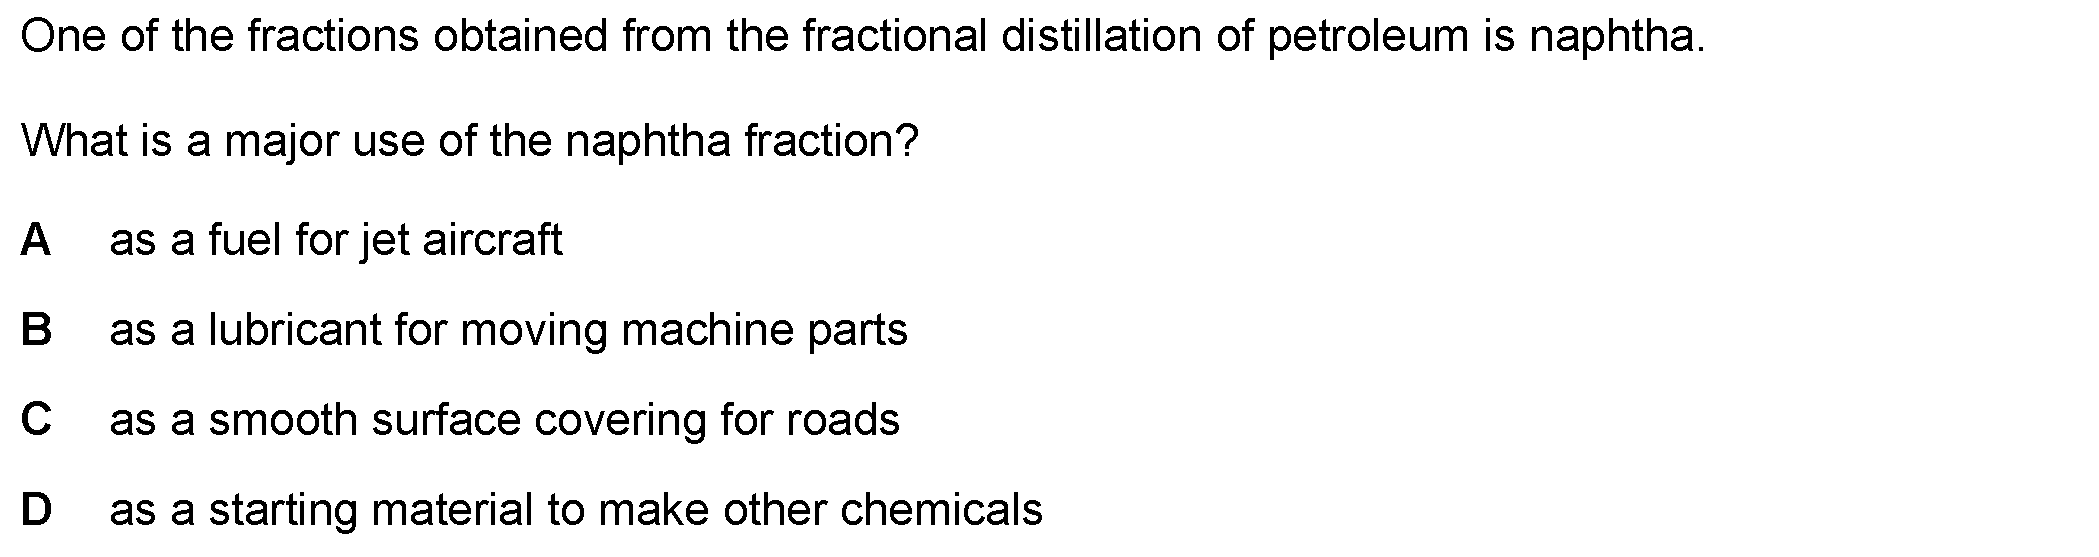 One of the fractions obtained from the fractional distillation of petroleum is naphtha.
What is a major use of the naphtha fraction?
A as a fuel for jet aircraft
B as a lubricant for moving machine parts
C as a smooth surface covering for roads
D as a starting material to make other chemicals